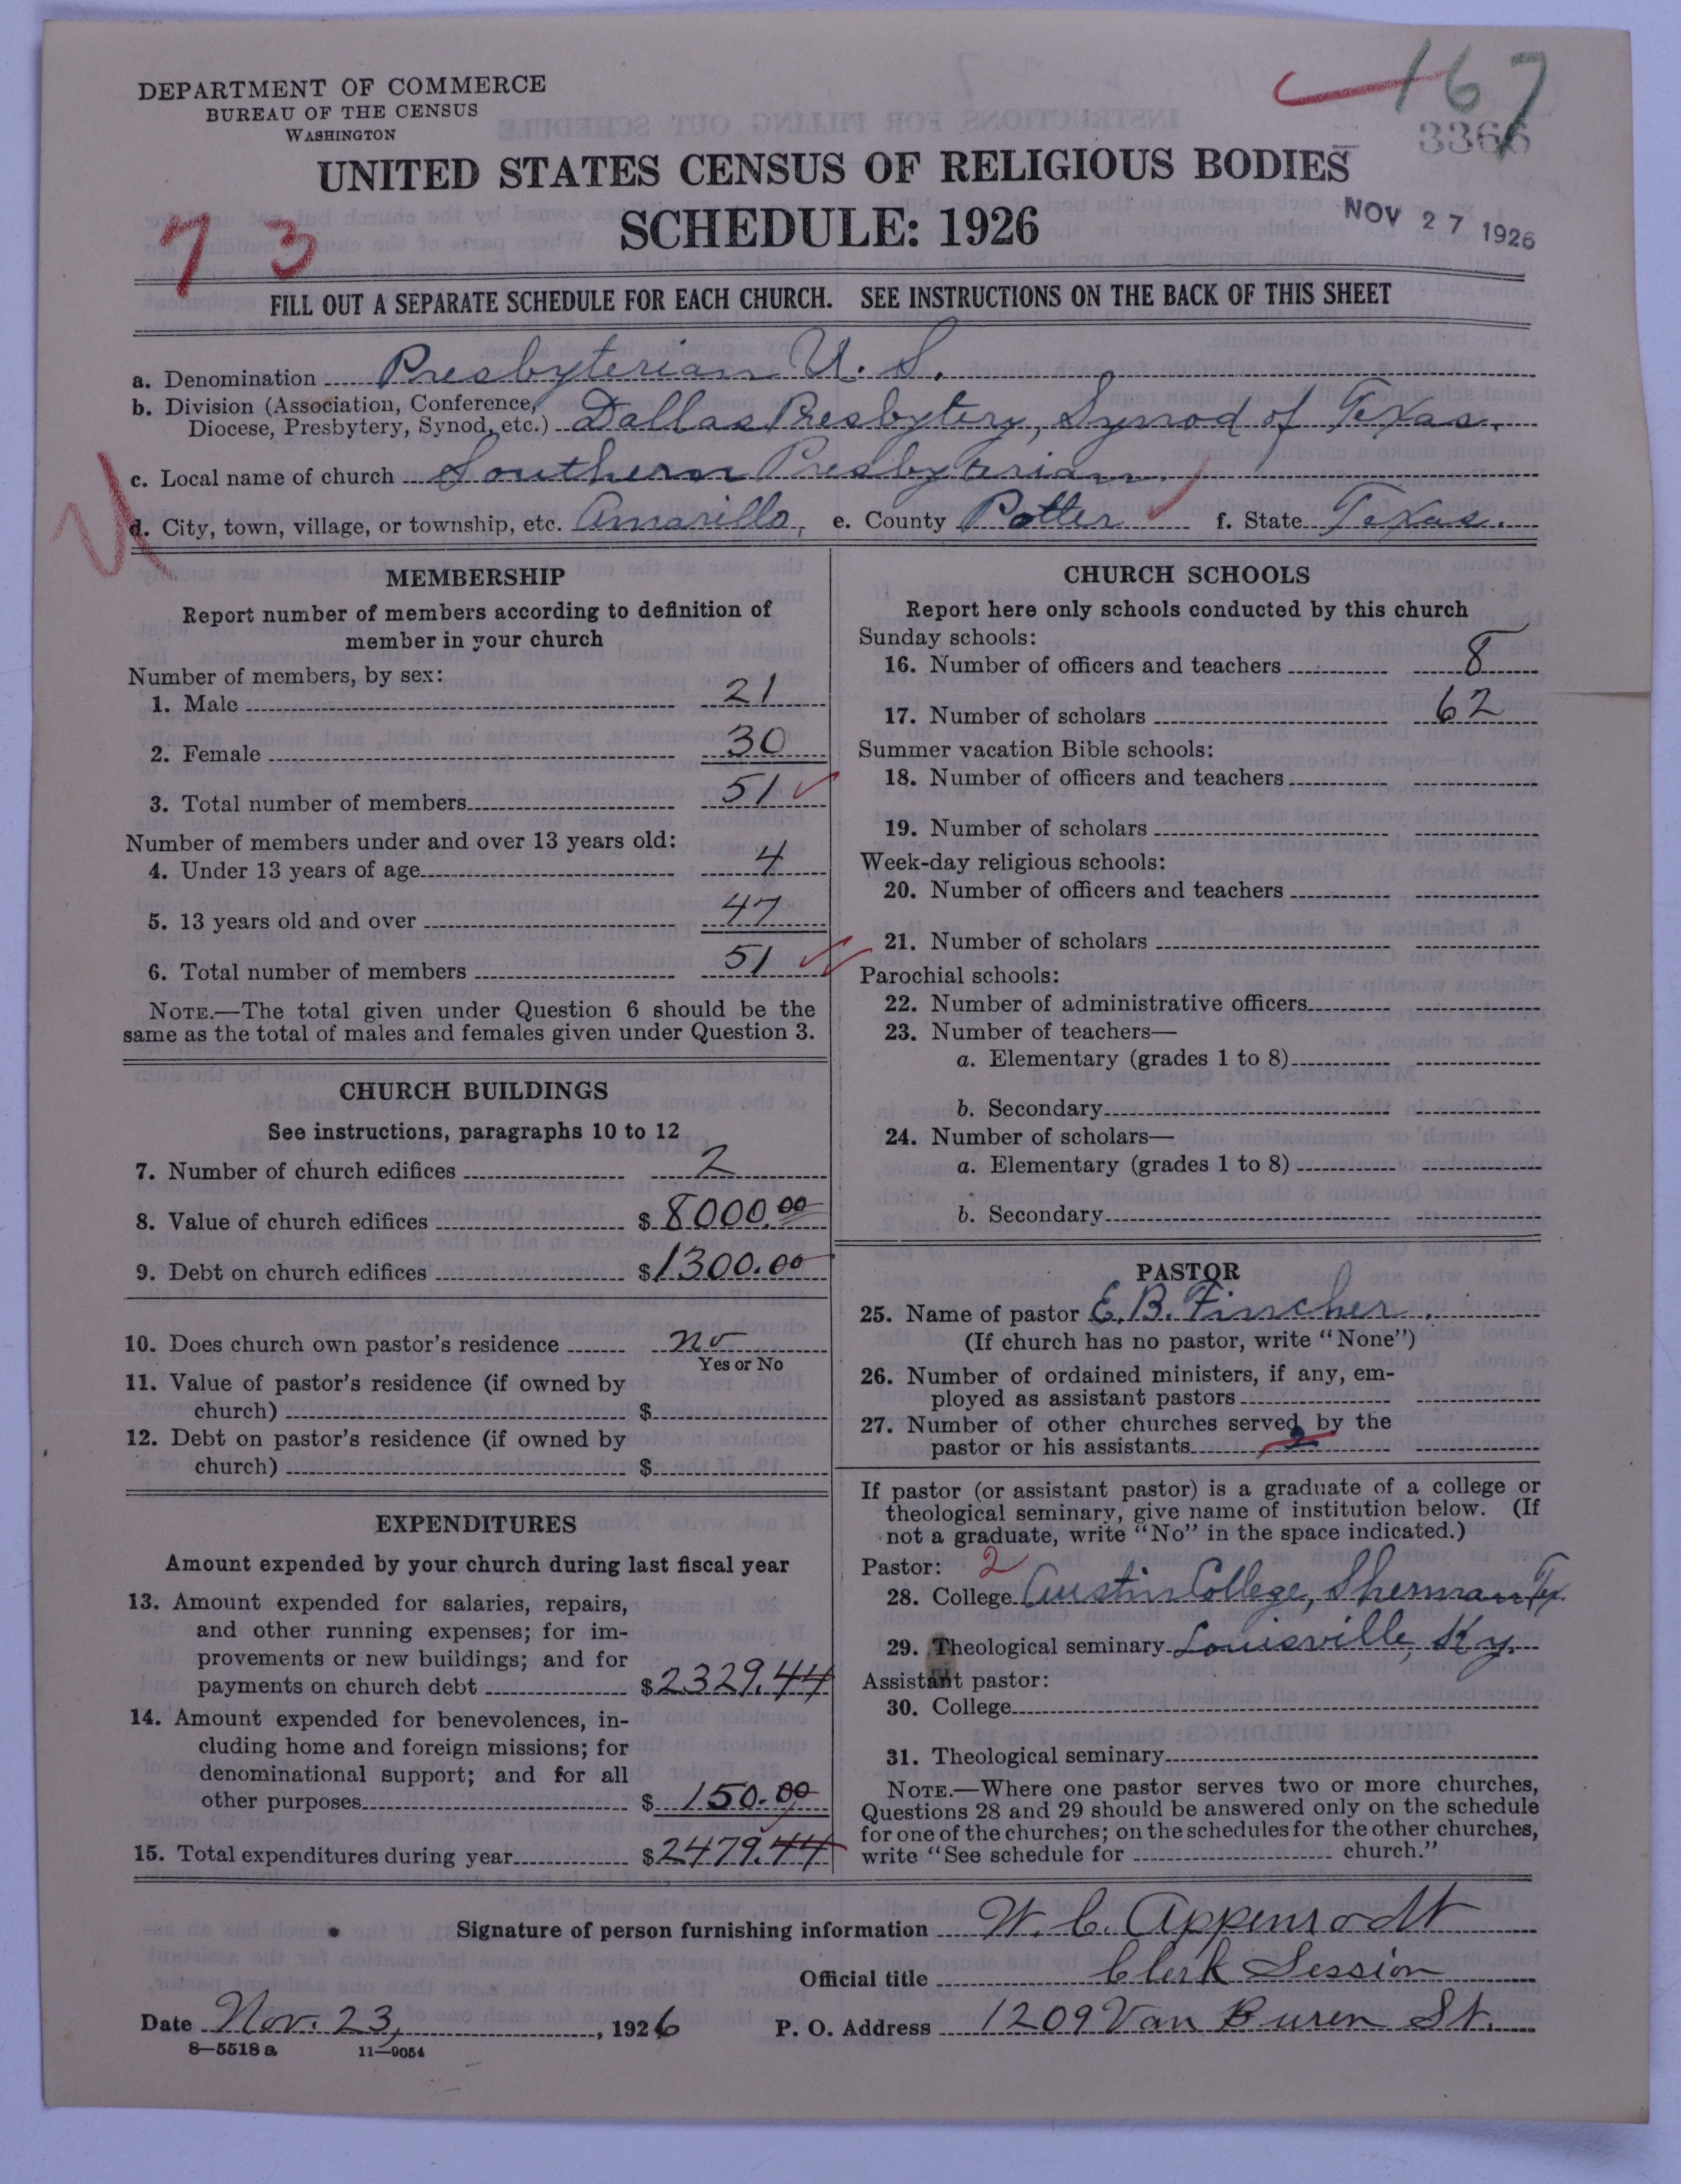 DEPARTMENT OF COMMERCE
BUREAU OF THE CENSUS
WASHINGTON
167
3366
UNITED STATES CENSUS OF RELIGIOUS BODIES
SCHEDULE: 1926
NOV 27 1926
73
FILL OUT A SEPARATE SCHEDULE FOR EACH CHURCH. SEE INSTRUCTIONS ON THE BACK OF THIS SHEET
a. Denomination Presbyterian U. S.
b. Division (Association, Conference,
Diocese, Presbytery, Synod, etc.) Dallas Presbytery, Synod of Texas.
c. Local name of church Southern Presbyterian
d. City, town, village, or township, etc. Amarillo, e. County Potter f. State Texas.
MEMBERSHIP
Report number of members according to definition of
member in your church
Number of members, by sex:
1. Male 21
2. Female 30
3. Total number of members 51
Number of members under and over 13 years old:
4. Under 13 years of age 4
5. 13 years old and over 47
6. Total number of members 51
NOTE.—The total given under Question 6 should be the
same as the total of males and females given under Question 3.
CHURCH BUILDINGS
See instructions, paragraphs 10 to 12
7. Number of church edifices 2
8. Value of church edifices $8000.00
9. Debt on church edifices $1300.00
10. Does church own pastor's residence no
Yes or No
11. Value of pastor's residence (if owned by
church) $
12. Debt on pastor's residence (if owned by
church) $
EXPENDITURES
Amount expended by your church during last fiscal year
13. Amount expended for salaries, repairs,
and other running expenses; for im-
provements or new buildings; and for
payments on church debt $2329.44
14. Amount expended for benevolences, in-
cluding home and foreign missions; for
denominational support; and for all
other purposes $150.00
15. Total expenditures during year $2479.44
CHURCH SCHOOLS
Report here only schools conducted by this church
Sunday schools:
16. Number of officers and teachers 8
17. Number of scholars 62
Summer vacation Bible schools:
18. Number of officers and teachers
19. Number of scholars
Week-day religious schools:
20. Number of officers and teachers
21. Number of scholars
Parochial schools:
22. Number of administrative officers
23. Number of teachers—
a. Elementary (grades 1 to 8)
b. Secondary
24. Number of scholars—
a. Elementary (grades 1 to 8)
b. Secondary
PASTOR
25. Name of pastor E. B. Fincher
(If church has no pastor, write "None")
26. Number of ordained ministers, if any, em-
ployed as assistant pastors
27. Number of other churches served by the
pastor or his assistants 2
If pastor (or assistant pastor) is a graduate of a college or
theological seminary, give name of institution below. (If
not a graduate, write "No" in the space indicated.)
Pastor: 2
28. College Austin College, Sherman Tex.
29. Theological seminary Louisville, Ky.
Assistant pastor:
30. College
31. Theological seminary
NOTE.—Where one pastor serves two or more churches,
Questions 28 and 29 should be answered only on the schedule
for one of the churches; on the schedules for the other churches,
write "See schedule for church."
Signature of person furnishing information W. C. Appenrodt
Official title Clerk Session
Date Nov. 23, 1926 P. O. Address 1209 Van Buren St.
8—5518 a 11—9054